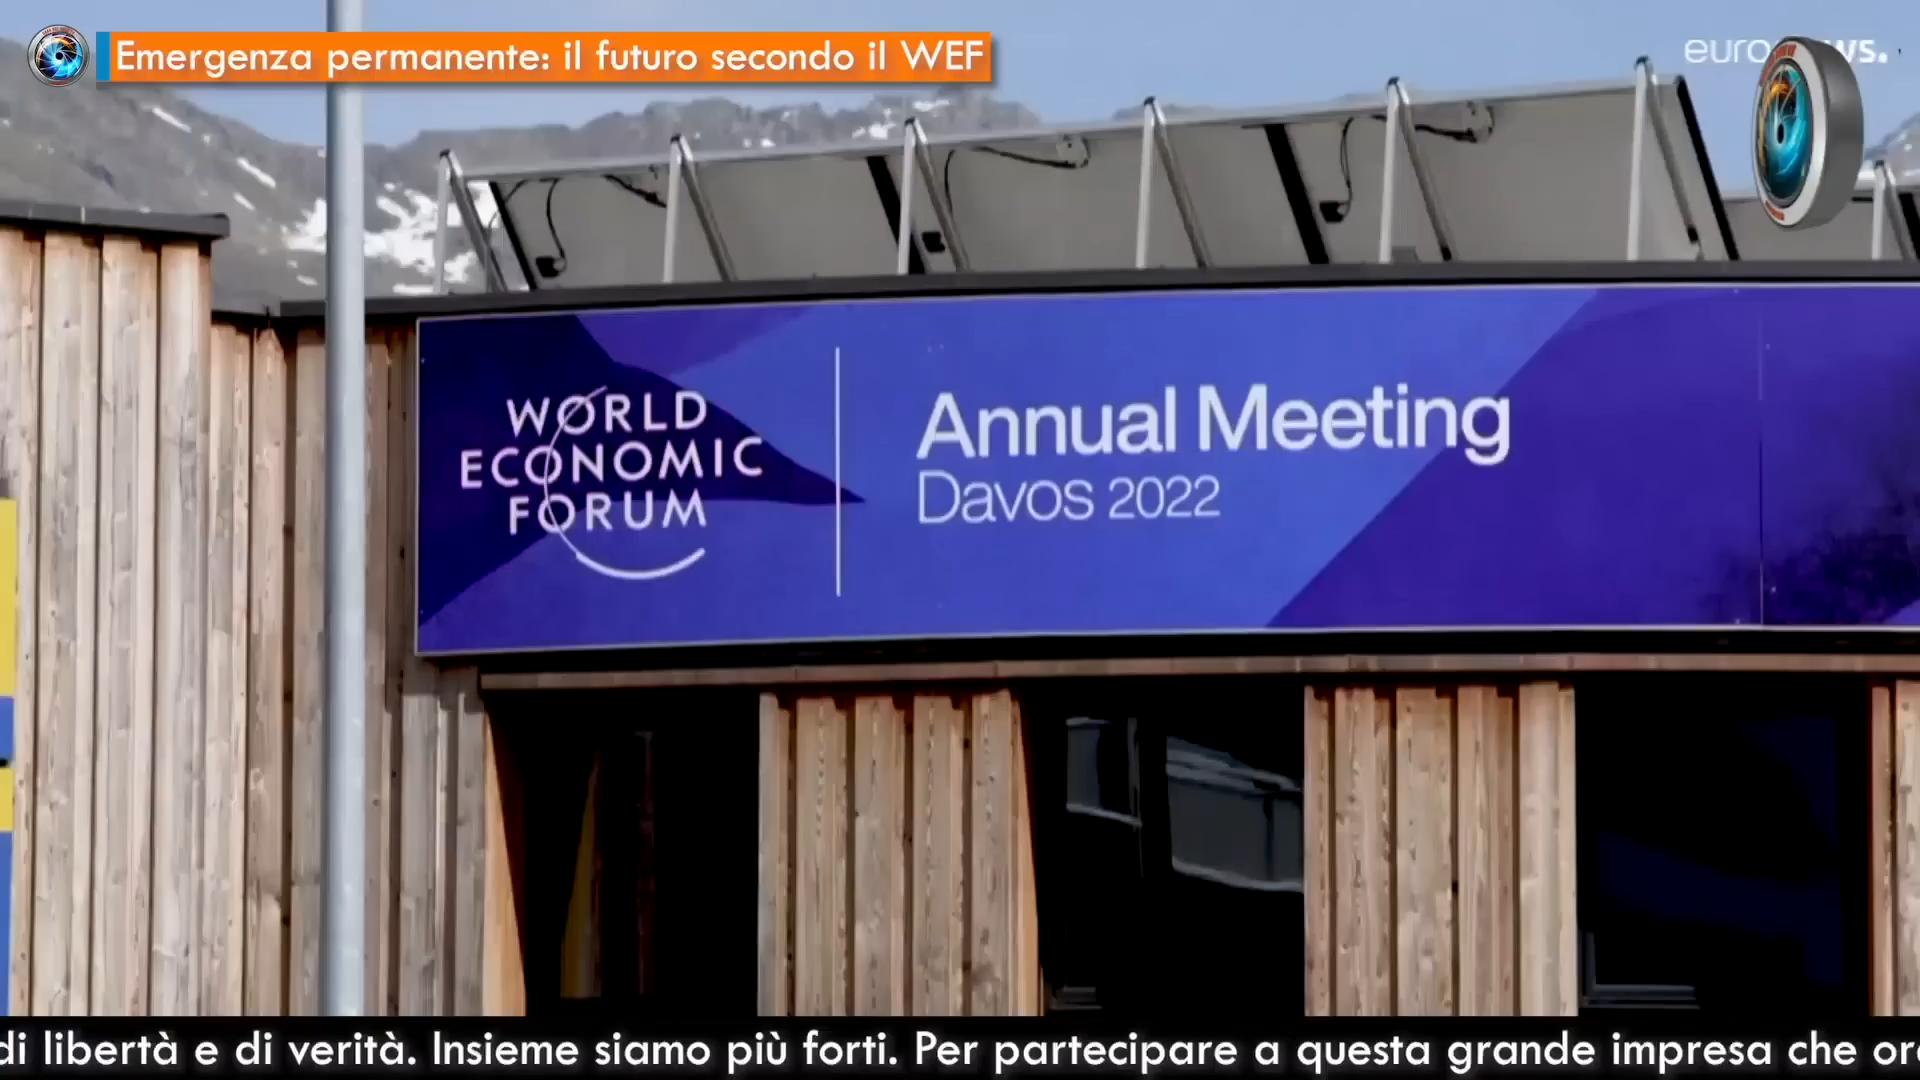 Emergenza permanente: il futuro secondo il WEF
WORLD
ECONOMIC
FORUM
Annual Meeting
Davos 2022
di libertà e di verità. Insieme siamo più forti. Per partecipare a questa grande impresa che